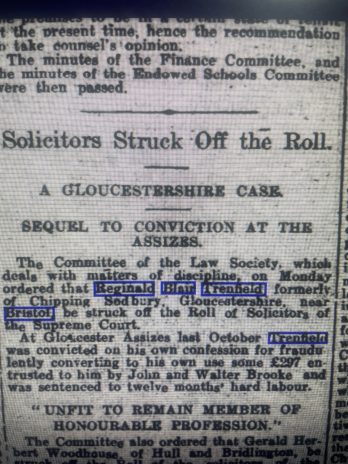 t the present time, hence the recommendation
o take counsel's opinion.
The minutes of the Finance Committee, and
he minutes of the Endowed Schools Committee
were then passed.
Solicitors Struck Off the Roll.
A GLOUCESTERSHIRE CASE.
SEQUEL TO CONVICTION AT THE
ASSIZES.
The Committee of the Law Society, which
deals with matters of discipline, on Monday
ordered that Reginald Blair Trenfield formerly
of Chipping Sodbury, Gloucestershire, near
Bristol be struck off the Roll of Solicitors of
the Supreme Court.
At Gloucester Assizes last October Trenfield
was convicted on his own confession for fraudu
lently converting to his own use some £297 en
trusted to him by John and Walter Brooke and
was sentenced to twelve months' hard labour.
"UNFIT TO REMAIN MEMBER OF
HONOURABLE PROFESSION."
The Committee also ordered that Gerald Her-
bert Woodhouse, of Hull and Bridlington, be